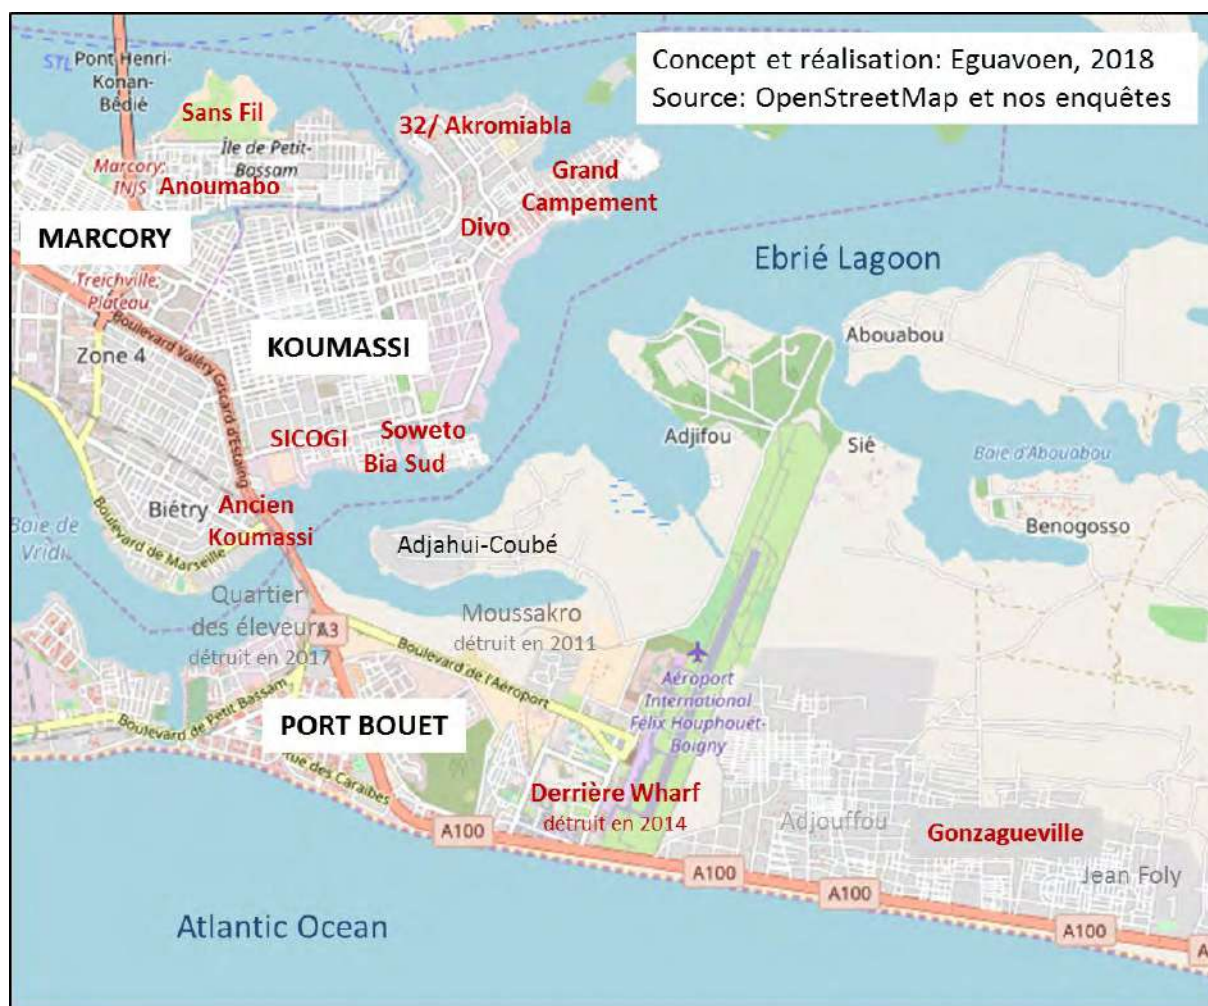 Concept et réalisation: Eguavoen, 2018
Source: OpenStreetMap et nos enquêtes
STL
Pont Henri-
Konan-
Bédié
Sans Fil
32/ Akromiabla
Île de Petit-
Bassam
Marcory;
INJS
Anoumabo
Grand
Campement
Divo
MARCORY
Ebrié Lagoon
Treichville;
Plateau
Boulevard Valéry Giscard d'Estaing
Zone 4
KOUMASSI
Abouabou
Adjifou
Sié
SICOGI
Soweto
Bia Sud
Baie d'Abouabou
Biétry
Ancien
Koumassi
Benogosso
Baie de
Vridi
Boulevard de Marseille
Adjahui-Coubé
Quartier
des éleveurs
détruit en 2017
A3
Moussakro
détruit en 2011
Boulevard de l'Aéroport
Aéroport
International
Félix Houphouët-
Boigny
Boulevard de Petit Bassam
PORT BOUET
Rue des Caraïbes
Derrière Wharf
détruit en 2014
Adjouffou
Gonzagueville
Jean Foly
A100
A100
A100
A100
Atlantic Ocean